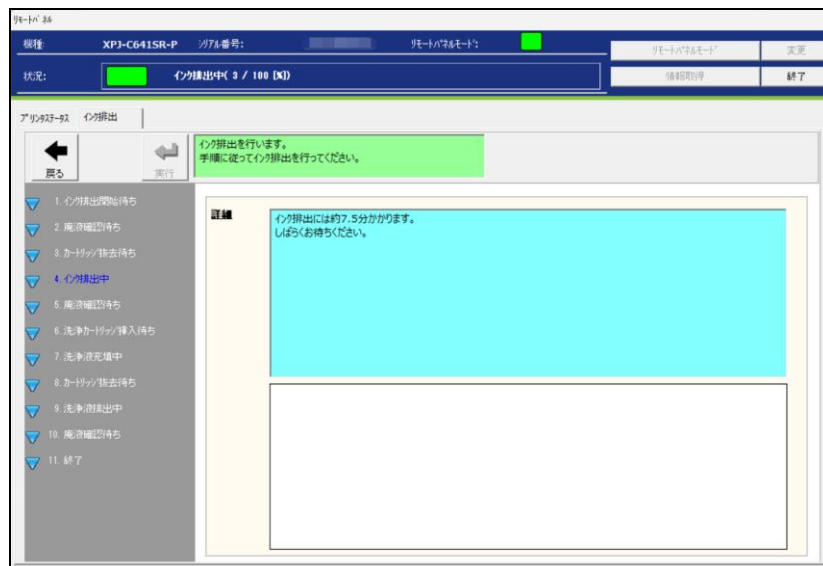 リモートパネル
機種: XPJ-C641SR-P シリアル番号: リモートパネルモード: リモートパネルモード 変更
状況: インク排出中( 3 / 100 [%]) 情報取得 終了
プリンタステータス インク排出
戻る 実行
インク排出を行います。
手順に従ってインク排出を行ってください。
1. インク排出開始待ち
2. 廃液確認待ち
3. カートリッジ抜去待ち
4. インク排出中
5. 廃液確認待ち
6. 洗浄カートリッジ挿入待ち
7. 洗浄液充填中
8. カートリッジ抜去待ち
9. 洗浄液排出中
10. 廃液確認待ち
11. 終了
詳細
インク排出には約7.5分かかります。
しばらくお待ちください。